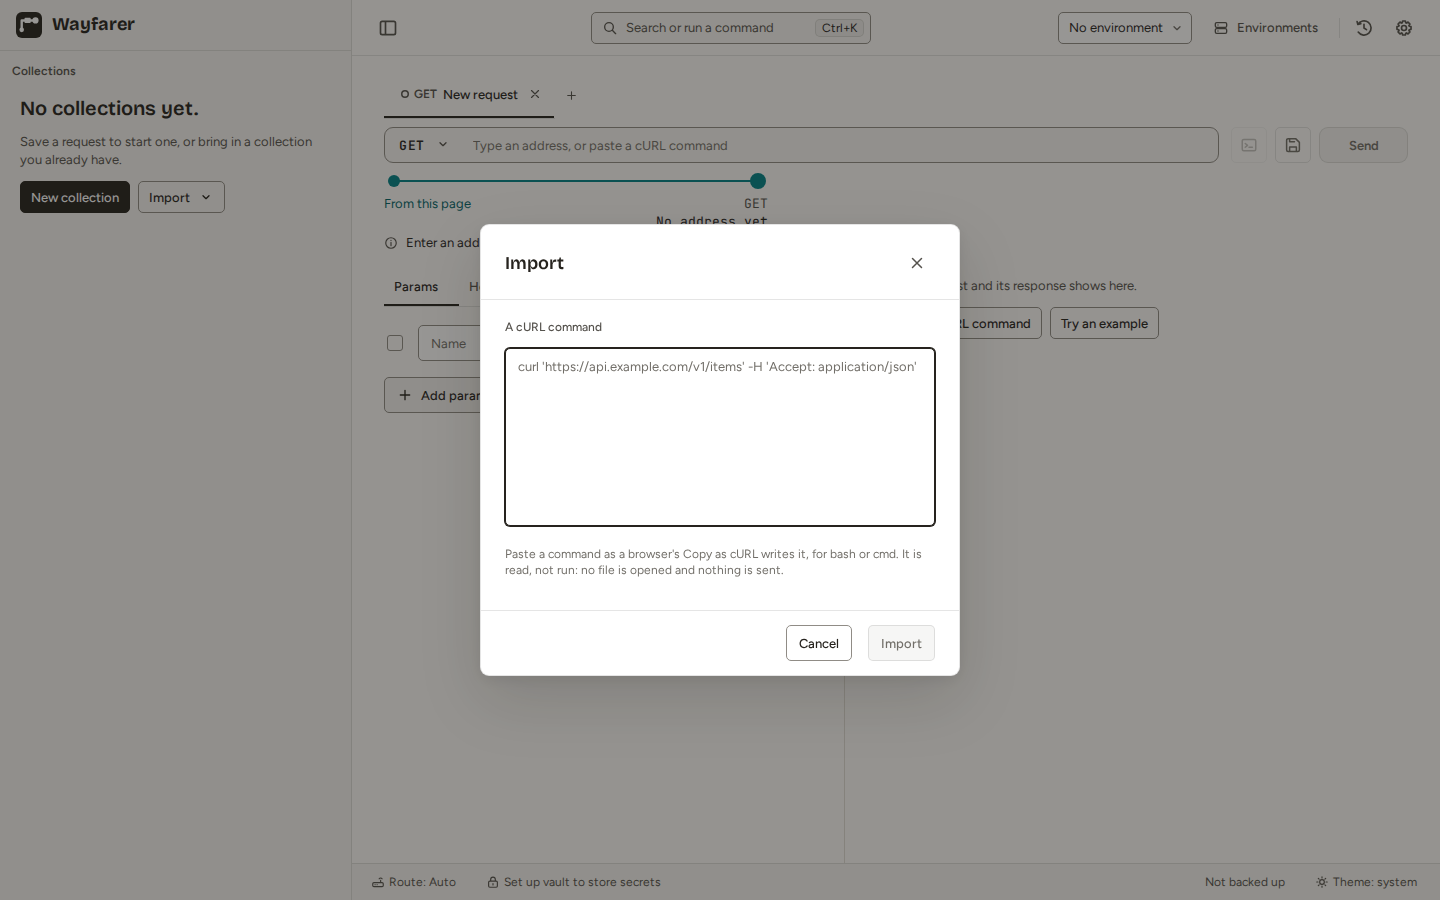 Wayfarer
Search or run a command
Ctrl+K
No environment
Environments
Collections
No collections yet.
Save a request to start one, or bring in a collection
you already have.
New collection
Import
GET New request
GET
Type an address, or paste a cURL command
Send
From this page
GET
No address yet
Enter an add
Params
Name
Add para
st and its response shows here.
RL command
Try an example
Import
A cURL command
curl 'https://api.example.com/v1/items' -H 'Accept: application/json'
Paste a command as a browser's Copy as cURL writes it, for bash or cmd. It is
read, not run: no file is opened and nothing is sent.
Cancel
Import
Route: Auto
Set up vault to store secrets
Not backed up
Theme: system